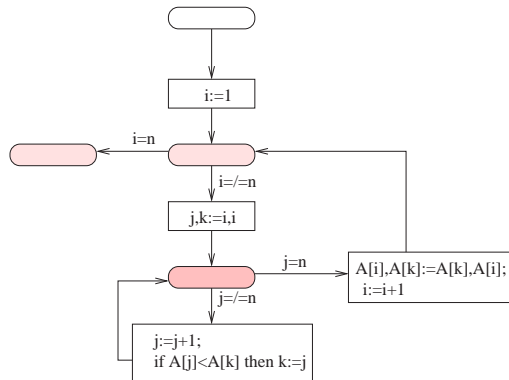 i:=1
i=n
i=/=n
j,k:=i,i
j=n
A[i],A[k]:=A[k],A[i];
i:=i+1
j=/=n
j:=j+1;
if A[j]<A[k] then k:=j